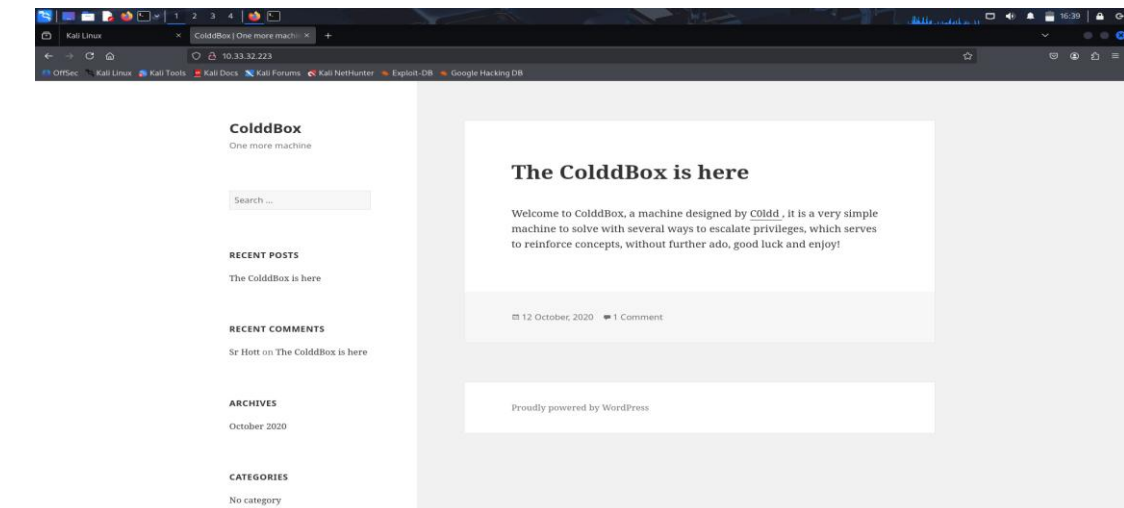 1 2 3 4
16:39
Kali Linux
ColddBox | One more machi
10.33.32.223
OffSec
Kali Linux
Kali Tools
Kali Docs
Kali Forums
Kali NetHunter
Exploit-DB
Google Hacking DB
ColddBox
One more machine
Search ...
RECENT POSTS
The ColddBox is here
RECENT COMMENTS
Sr Hott on The ColddBox is here
ARCHIVES
October 2020
CATEGORIES
No category
The ColddBox is here
Welcome to ColddBox, a machine designed by C0ldd , it is a very simple
machine to solve with several ways to escalate privileges, which serves
to reinforce concepts, without further ado, good luck and enjoy!
12 October, 2020 1 Comment
Proudly powered by WordPress